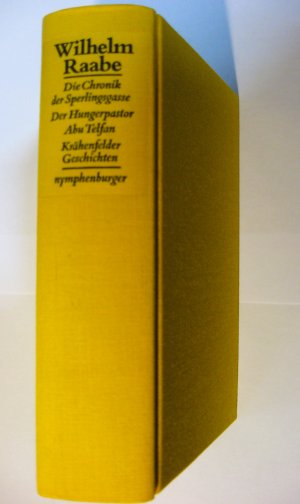 Wilhelm
Raabe
Die Chronik
der Sperlingsgasse
Der Hungerpastor
Abu Telfan
Krähenfelder
Geschichten
nymphenburger